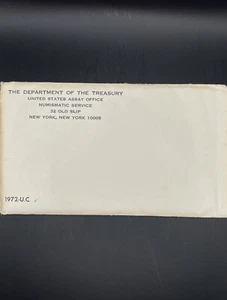 THE DEPARTMENT OF THE TREASURY
UNITED STATES ASSAY OFFICE
NUMISMATIC SERVICE
32 OLD SLIP
NEW YORK, NEW YORK 10005
1972-U.C.